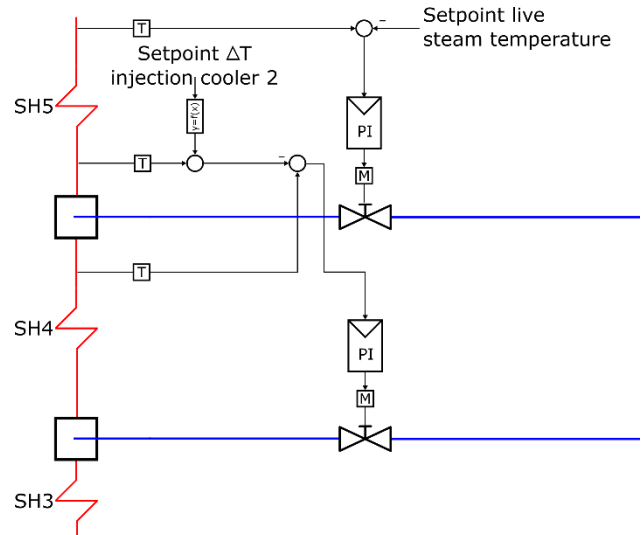 T
–
Setpoint live
steam temperature
Setpoint ΔT
injection cooler 2
SH5
y=f(x)
PI
T
–
M
T
SH4
PI
M
SH3